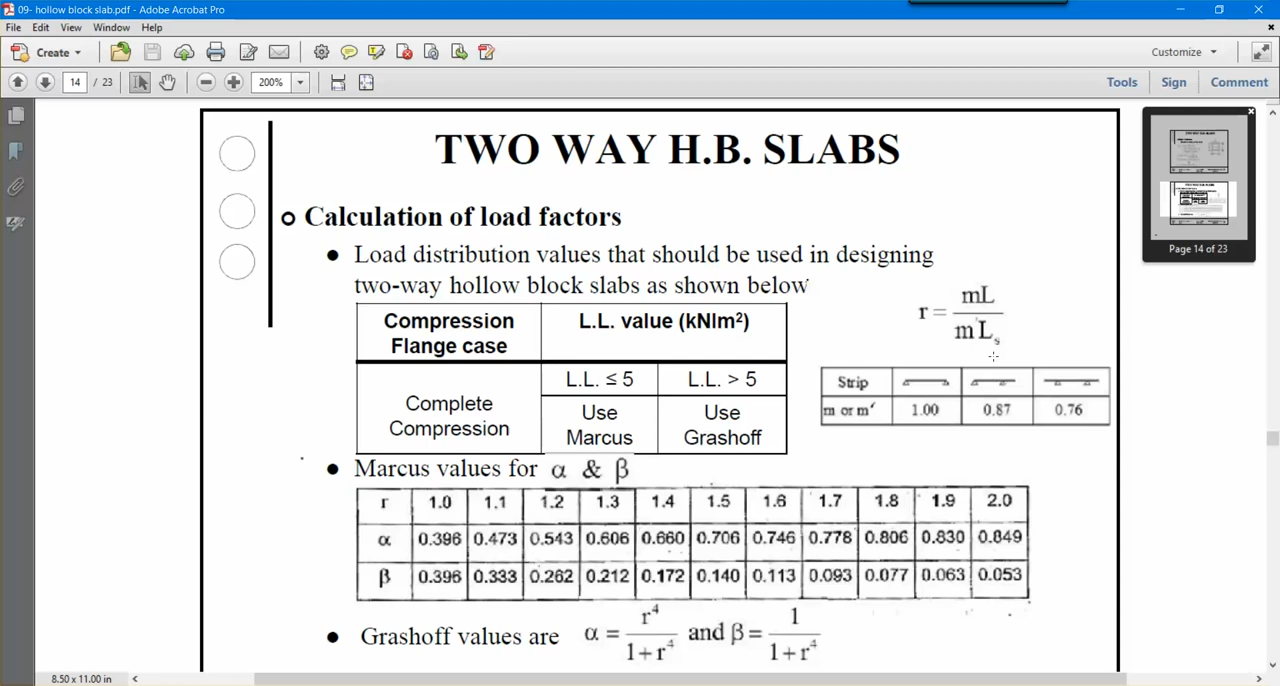 09- hollow block slab.pdf - Adobe Acrobat Pro
File Edit View Window Help
Create
Customize
14 / 23
200%
Tools Sign Comment
TWO WAY H.B. SLABS
Calculation of load factors
• Load distribution values that should be used in designing
two-way hollow block slabs as shown below
Compression Flange case L.L. value (kNlm²)
Complete Compression L.L. ≤ 5 L.L. > 5
Use Marcus Use Grashoff
r = mL / m'Ls
Strip
m or m' 1.00 0.87 0.76
• Marcus values for α & β
r 1.0 1.1 1.2 1.3 1.4 1.5 1.6 1.7 1.8 1.9 2.0
α 0.396 0.473 0.543 0.606 0.660 0.706 0.746 0.778 0.806 0.830 0.849
β 0.396 0.333 0.262 0.212 0.172 0.140 0.113 0.093 0.077 0.063 0.053
• Grashoff values are α = r⁴ / 1+r⁴ and β = 1 / 1+r⁴
Page 14 of 23
8.50 x 11.00 in